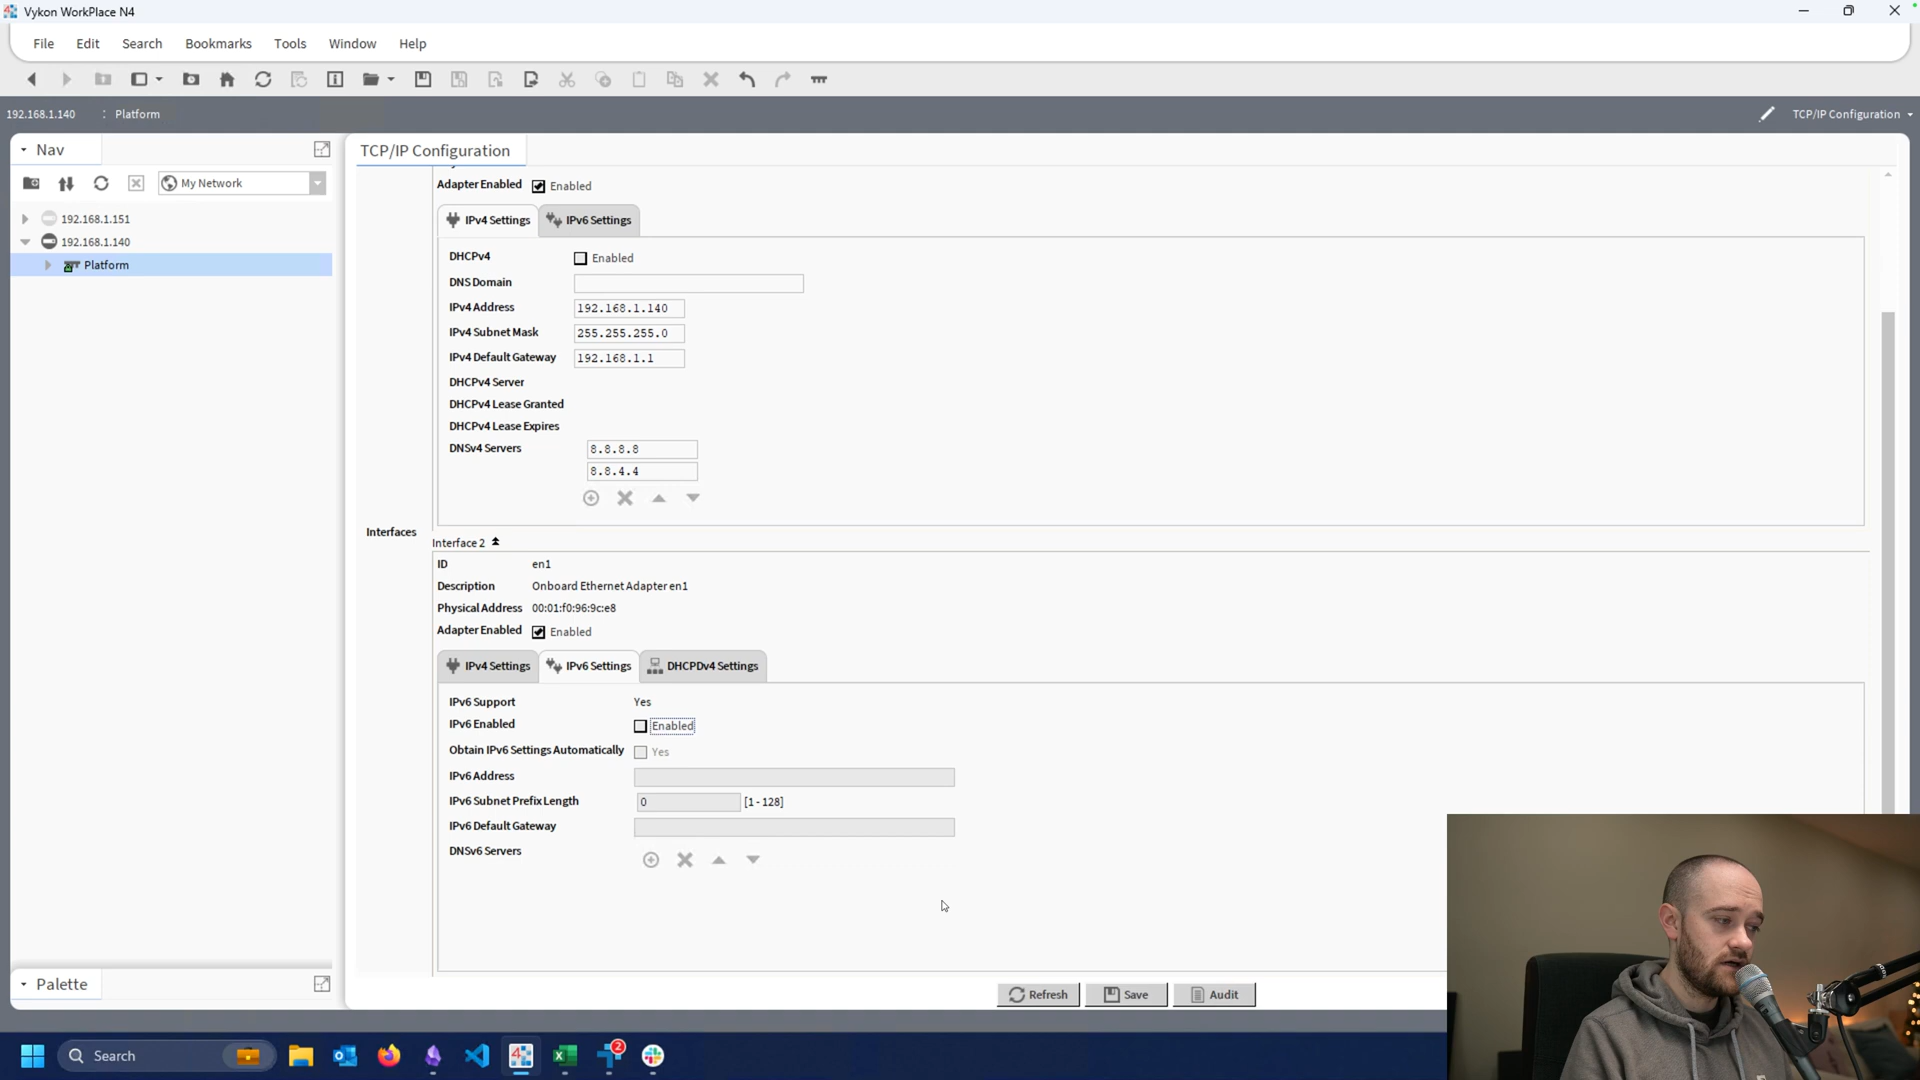 Vykon WorkPlace N4
File Edit Search Bookmarks Tools Window Help
192.168.1.140 : Platform
TCP/IP Configuration
Nav
My Network
192.168.1.151
192.168.1.140
Platform
Palette
TCP/IP Configuration
Adapter Enabled Enabled
IPv4 Settings IPv6 Settings
DHCPv4 Enabled
DNS Domain
IPv4 Address 192.168.1.140
IPv4 Subnet Mask 255.255.255.0
IPv4 Default Gateway 192.168.1.1
DHCPv4 Server
DHCPv4 Lease Granted
DHCPv4 Lease Expires
DNSv4 Servers 8.8.8.8
8.8.4.4
Interfaces
Interface 2
ID en1
Description Onboard Ethernet Adapter en1
Physical Address 00:01:f0:96:9c:e8
Adapter Enabled Enabled
IPv4 Settings IPv6 Settings DHCPDv4 Settings
IPv6 Support Yes
IPv6 Enabled Enabled
Obtain IPv6 Settings Automatically Yes
IPv6 Address
IPv6 Subnet Prefix Length 0 [1 - 128]
IPv6 Default Gateway
DNSv6 Servers
Refresh Save Audit
Search
2